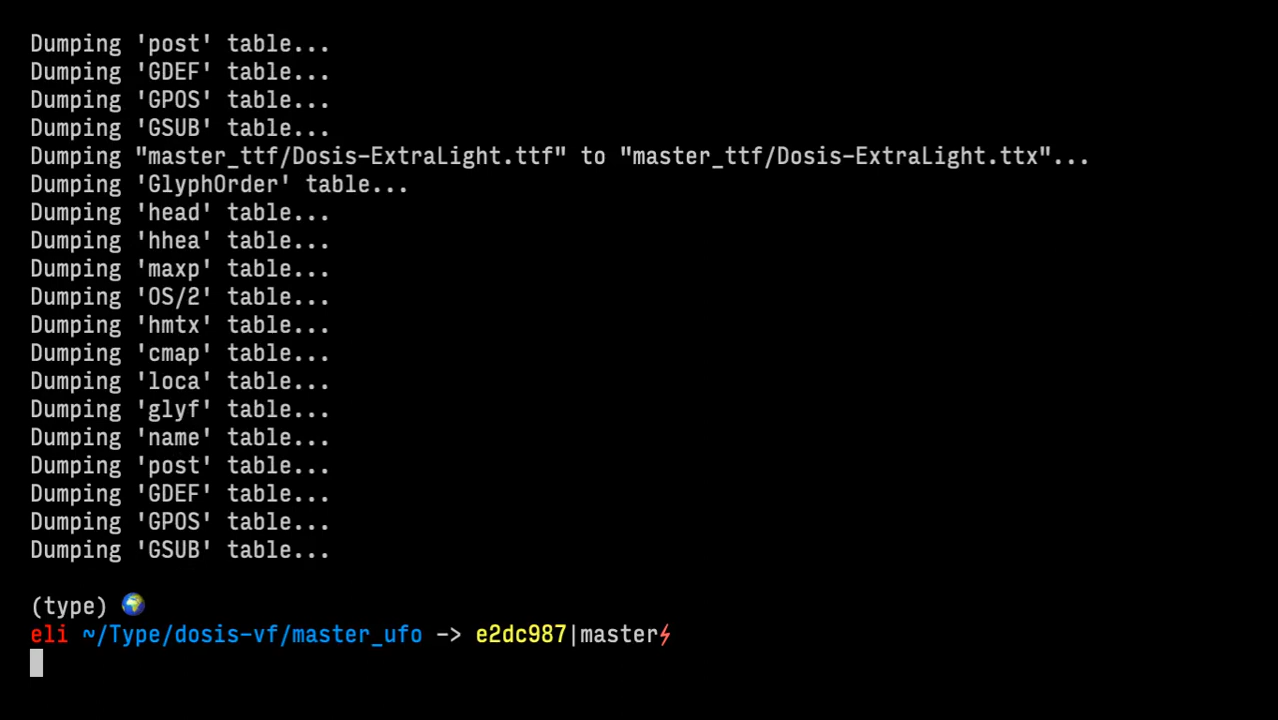 Dumping 'post' table...
Dumping 'GDEF' table...
Dumping 'GPOS' table...
Dumping 'GSUB' table...
Dumping "master_ttf/Dosis-ExtraLight.ttf" to "master_ttf/Dosis-ExtraLight.ttx"...
Dumping 'GlyphOrder' table...
Dumping 'head' table...
Dumping 'hhea' table...
Dumping 'maxp' table...
Dumping 'OS/2' table...
Dumping 'hmtx' table...
Dumping 'cmap' table...
Dumping 'loca' table...
Dumping 'glyf' table...
Dumping 'name' table...
Dumping 'post' table...
Dumping 'GDEF' table...
Dumping 'GPOS' table...
Dumping 'GSUB' table...
(type) 🌍
eli ~/Type/dosis-vf/master_ufo -> e2dc987|master⚡